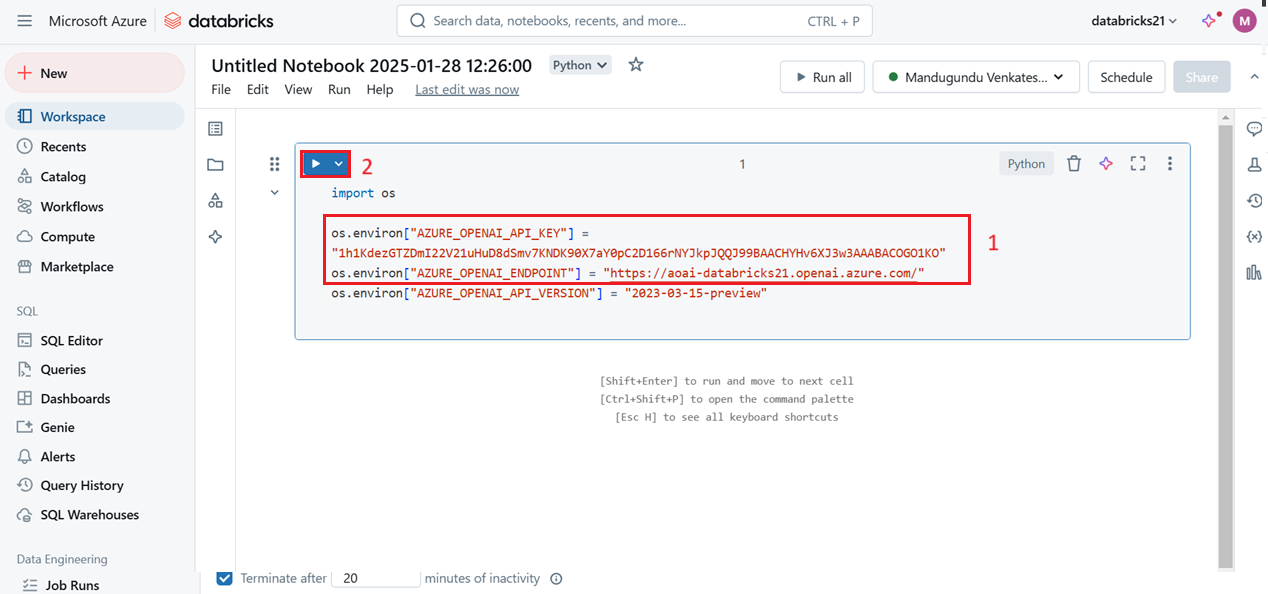 Microsoft Azure
databricks
Search data, notebooks, recents, and more...
CTRL + P
databricks21
M
New
Workspace
Recents
Catalog
Workflows
Compute
Marketplace
SQL
SQL Editor
Queries
Dashboards
Genie
Alerts
Query History
SQL Warehouses
Data Engineering
Job Runs
Untitled Notebook 2025-01-28 12:26:00
Python
File Edit View Run Help Last edit was now
Run all
Mandugundu Venkates...
Schedule
Share
2
1
Python
import os
os.environ["AZURE_OPENAI_API_KEY"] =
"1h1KdezGTZDmI22V21uHuD8dSmv7KNDK90X7aY0pC2D166rNYJkpJQQJ99BAACHYHv6XJ3w3AAABACOGO1KO"
os.environ["AZURE_OPENAI_ENDPOINT"] = "https://aoai-databricks21.openai.azure.com/"
os.environ["AZURE_OPENAI_API_VERSION"] = "2023-03-15-preview"
1
[Shift+Enter] to run and move to next cell
[Ctrl+Shift+P] to open the command palette
[Esc H] to see all keyboard shortcuts
Terminate after 20 minutes of inactivity